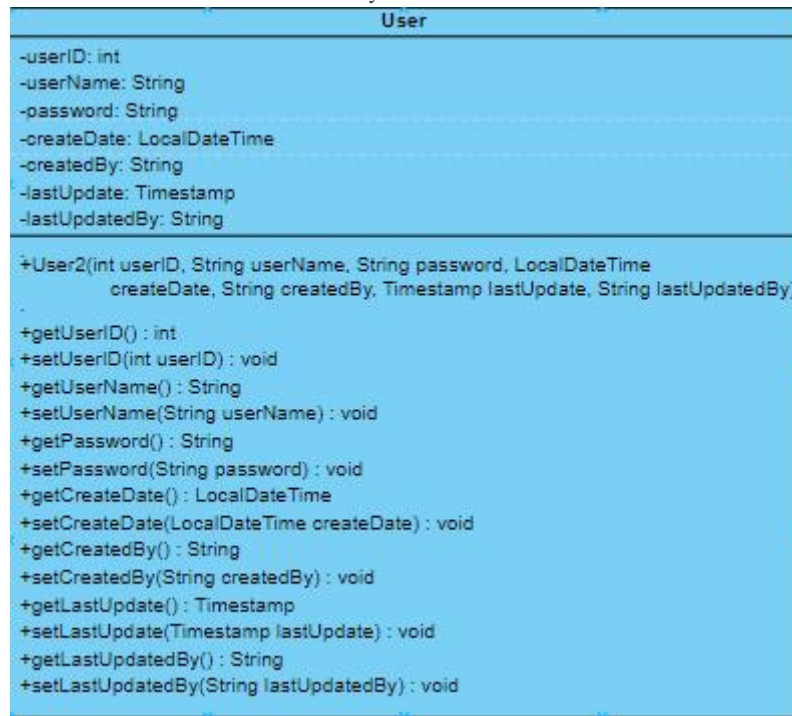 User
-userID: int
-userName: String
-password: String
-createDate: LocalDateTime
-createdBy: String
-lastUpdate: Timestamp
-lastUpdatedBy: String
+User2(int userID, String userName, String password, LocalDateTime
createDate, String createdBy, Timestamp lastUpdate, String lastUpdatedBy)
+getUserID() : int
+setUserID(int userID) : void
+getUserName() : String
+setUserName(String userName) : void
+getPassword() : String
+setPassword(String password) : void
+getCreateDate() : LocalDateTime
+setCreateDate(LocalDateTime createDate) : void
+getCreatedBy() : String
+setCreatedBy(String createdBy) : void
+getLastUpdate() : Timestamp
+setLastUpdate(Timestamp lastUpdate) : void
+getLastUpdatedBy() : String
+setLastUpdatedBy(String lastUpdatedBy) : void